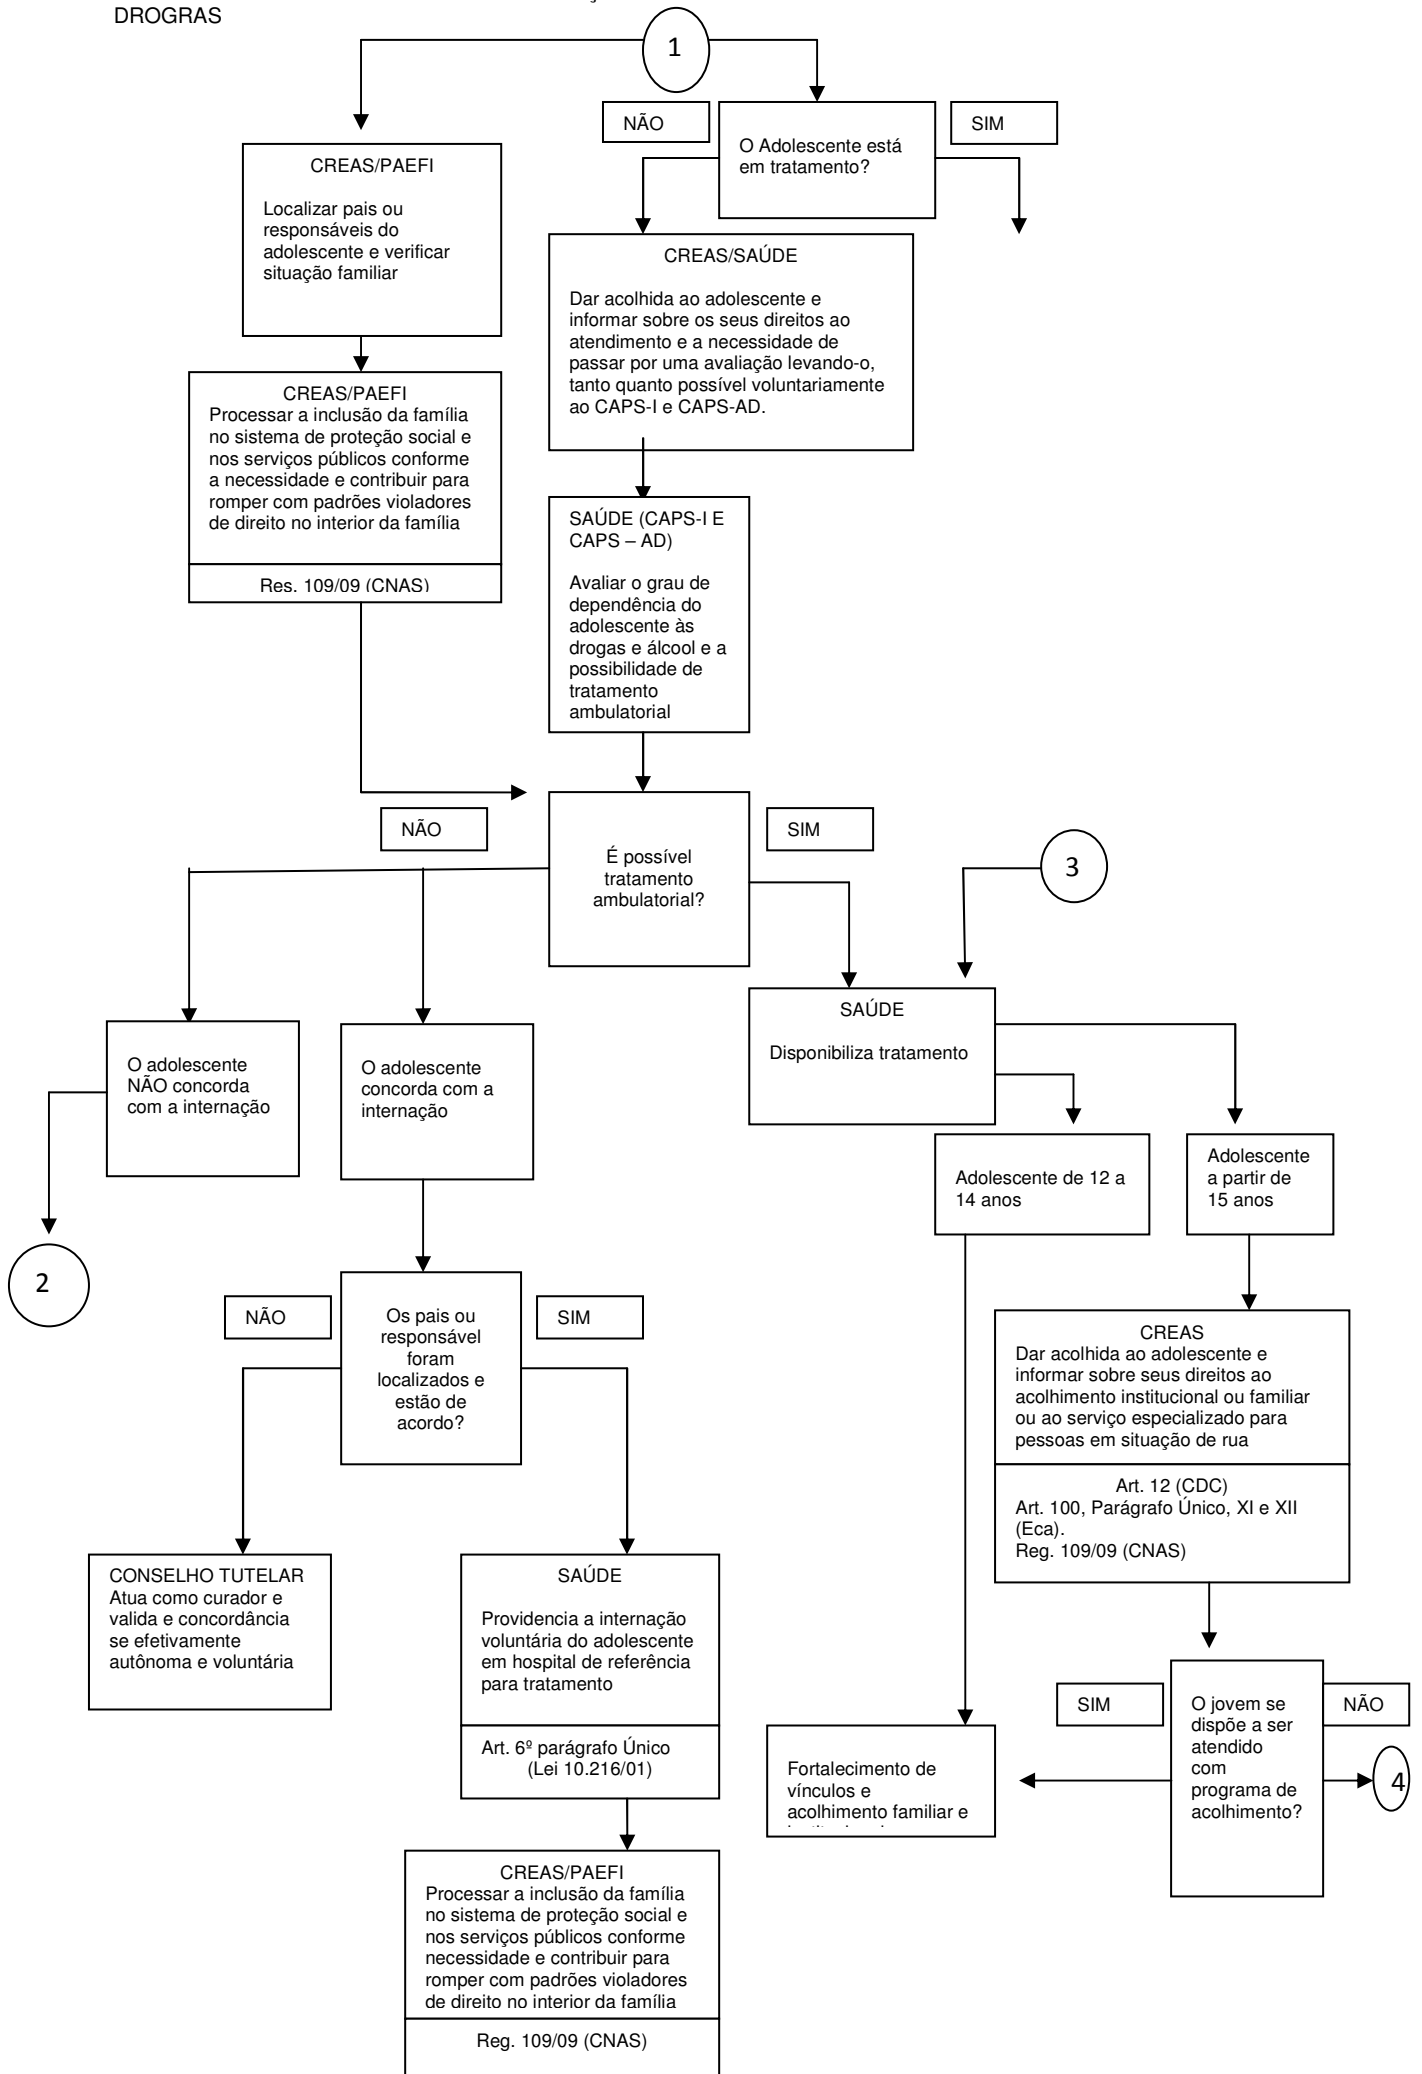 DROGRAS
1
NÃO
O Adolescente está
em tratamento?
SIM
CREAS/PAEFI
Localizar pais ou
responsáveis do
adolescente e verificar
situação familiar
CREAS/SAÚDE
Dar acolhida ao adolescente e
informar sobre os seus direitos ao
atendimento e a necessidade de
passar por uma avaliação levando-o,
tanto quanto possível voluntariamente
ao CAPS-I e CAPS-AD.
CREAS/PAEFI
Processar a inclusão da família
no sistema de proteção social e
nos serviços públicos conforme
a necessidade e contribuir para
romper com padrões violadores
de direito no interior da família
Res. 109/09 (CNAS)
SAÚDE (CAPS-I E
CAPS – AD)
Avaliar o grau de
dependência do
adolescente às
drogas e álcool e a
possibilidade de
tratamento
ambulatorial
NÃO
É possível
tratamento
ambulatorial?
SIM
3
SAÚDE
Disponibiliza tratamento
O adolescente
NÃO concorda
com a internação
O adolescente
concorda com a
internação
Adolescente de 12 a
14 anos
Adolescente
a partir de
15 anos
2
NÃO
Os pais ou
responsável
foram
localizados e
estão de
acordo?
SIM
CREAS
Dar acolhida ao adolescente e
informar sobre seus direitos ao
acolhimento institucional ou familiar
ou ao serviço especializado para
pessoas em situação de rua
Art. 12 (CDC)
Art. 100, Parágrafo Único, XI e XII
(Eca).
Reg. 109/09 (CNAS)
CONSELHO TUTELAR
Atua como curador e
valida e concordância
se efetivamente
autônoma e voluntária
SAÚDE
Providencia a internação
voluntária do adolescente
em hospital de referência
para tratamento
Art. 6º parágrafo Único
(Lei 10.216/01)
SIM
O jovem se
dispõe a ser
atendido
com
programa de
acolhimento?
NÃO
4
Fortalecimento de
vínculos e
acolhimento familiar e
CREAS/PAEFI
Processar a inclusão da família
no sistema de proteção social e
nos serviços públicos conforme
necessidade e contribuir para
romper com padrões violadores
de direito no interior da família
Reg. 109/09 (CNAS)